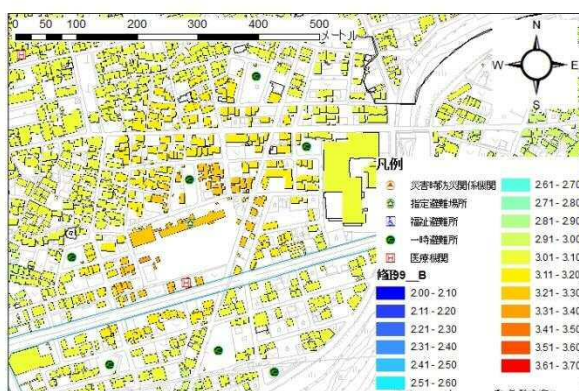 0 50 100 200 300 400 500
メートル
N
W E
S
凡例
災害時防災関係機関
指定避難場所
福祉避難所
一時避難所
医療機関
H
H
2.00 - 2.10
2.11 - 2.20
2.21 - 2.30
2.31 - 2.40
2.41 - 2.50
2.51 - 2.60
2.61 - 2.70
2.71 - 2.80
2.81 - 2.90
2.91 - 3.00
3.01 - 3.10
3.11 - 3.20
3.21 - 3.30
3.31 - 3.40
3.41 - 3.50
3.51 - 3.60
3.61 - 3.70